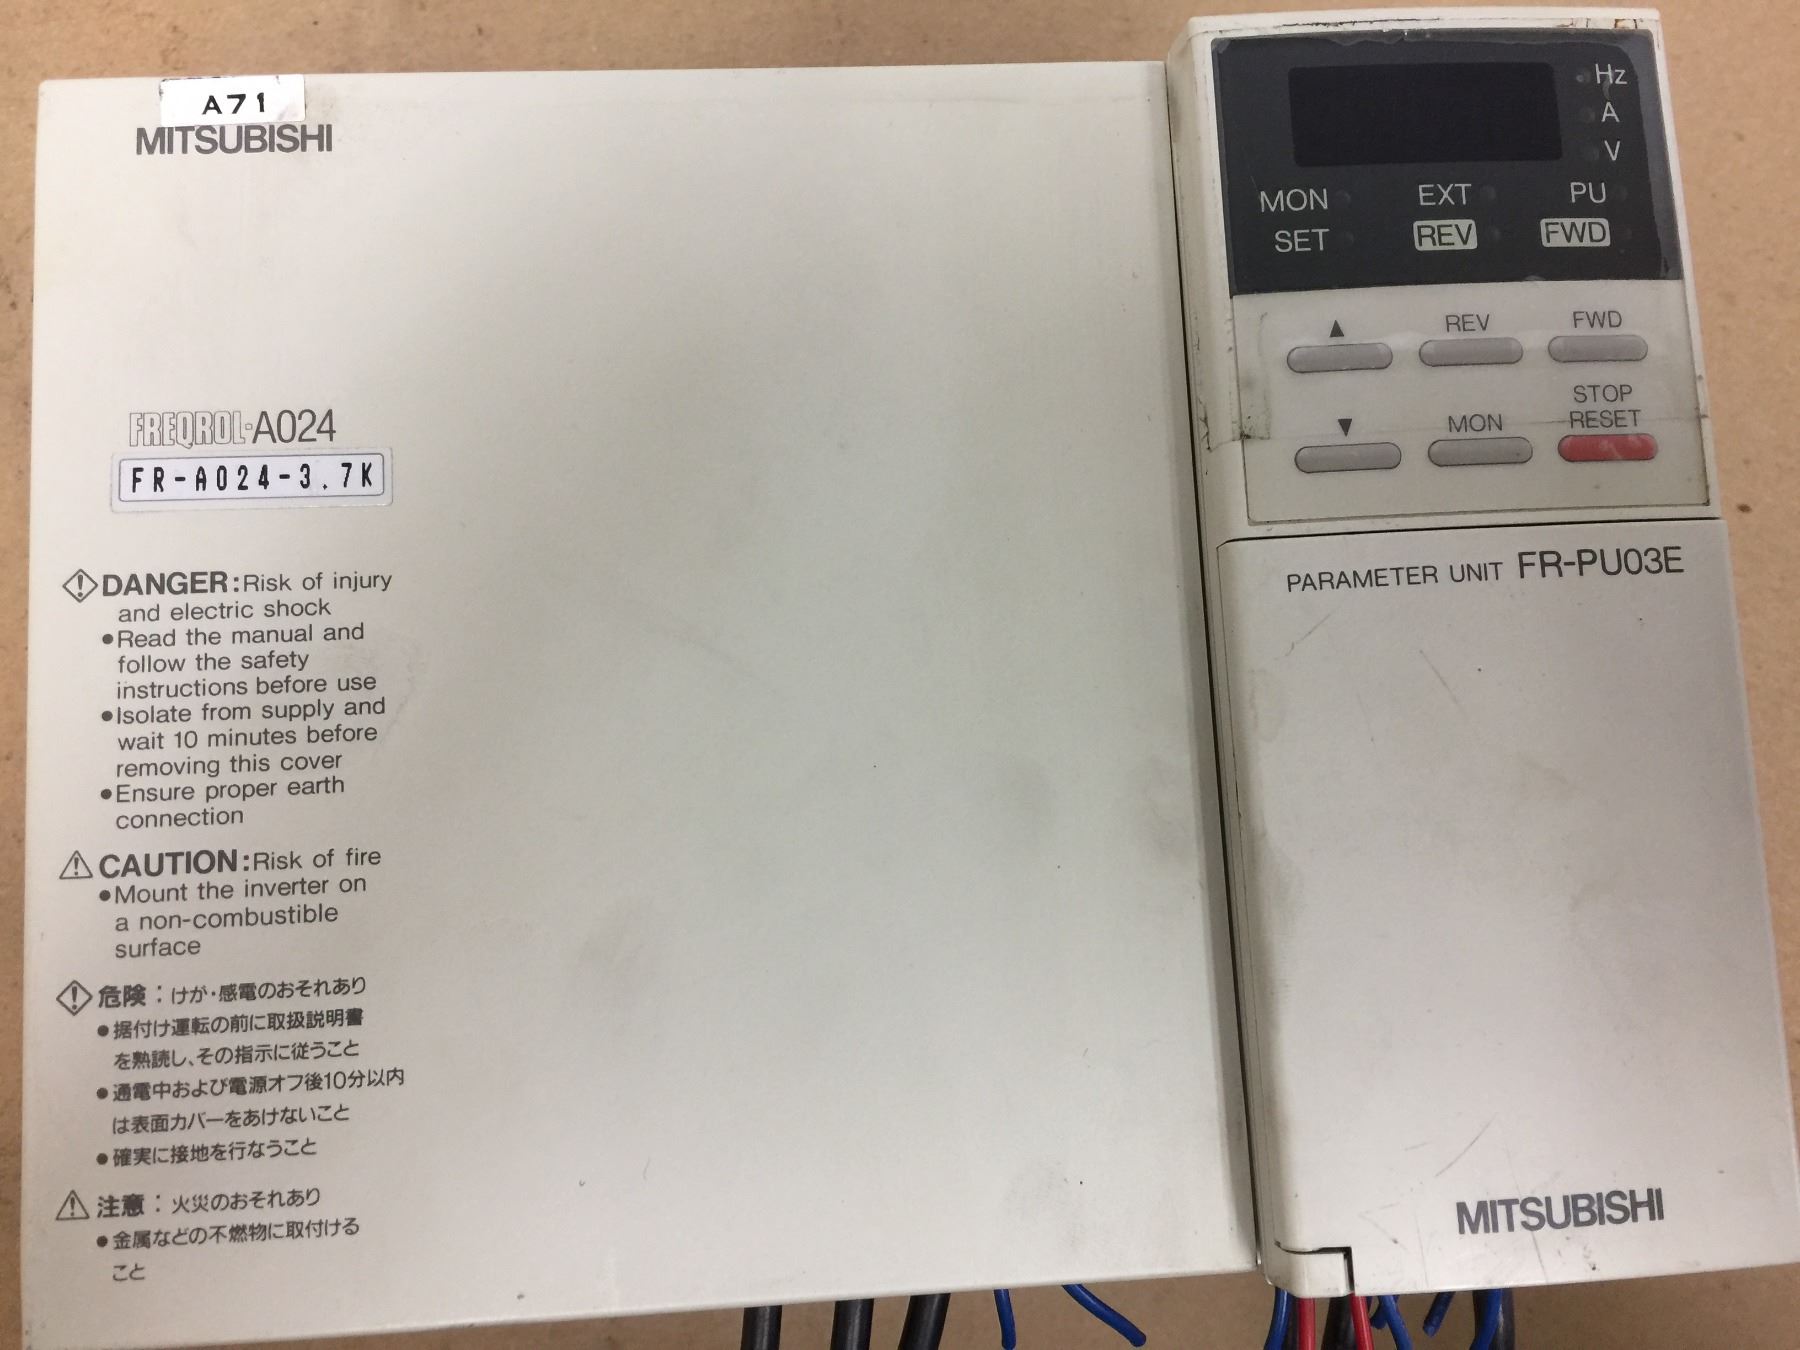 A71
MITSUBISHI
FREQROL-A024
FR-A024-3.7K
DANGER:Risk of injury
and electric shock
●Read the manual and
follow the safety
instructions before use
●Isolate from supply and
wait 10 minutes before
removing this cover
●Ensure proper earth
connection
CAUTION:Risk of fire
●Mount the inverter on
a non-combustible
surface
危険：けが・感電のおそれあり
●据付け運転の前に取扱説明書
を熟読し、その指示に従うこと
●通電中および電源オフ後10分以内
は表面カバーをあけないこと
●確実に接地を行なうこと
注意：火災のおそれあり
●金属などの不燃物に取付ける
こと
Hz
A
V
MON EXT PU
SET REV FWD
▲ REV FWD
STOP
▼ MON RESET
PARAMETER UNIT FR-PU03E
MITSUBISHI